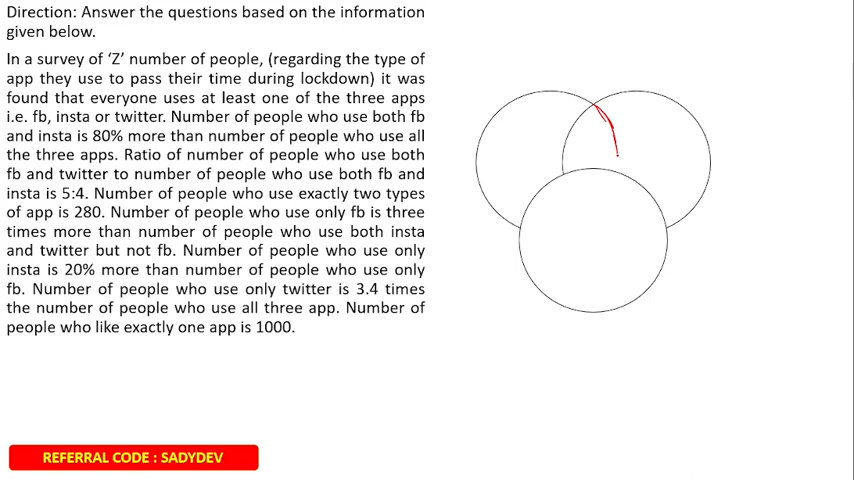 Direction: Answer the questions based on the information
given below.
In a survey of ‘Z’ number of people, (regarding the type of
app they use to pass their time during lockdown) it was
found that everyone uses at least one of the three apps
i.e. fb, insta or twitter. Number of people who use both fb
and insta is 80% more than number of people who use all
the three apps. Ratio of number of people who use both
fb and twitter to number of people who use both fb and
insta is 5:4. Number of people who use exactly two types
of app is 280. Number of people who use only fb is three
times more than number of people who use both insta
and twitter but not fb. Number of people who use only
insta is 20% more than number of people who use only
fb. Number of people who use only twitter is 3.4 times
the number of people who use all three app. Number of
people who like exactly one app is 1000.
REFERRAL CODE : SADYDEV